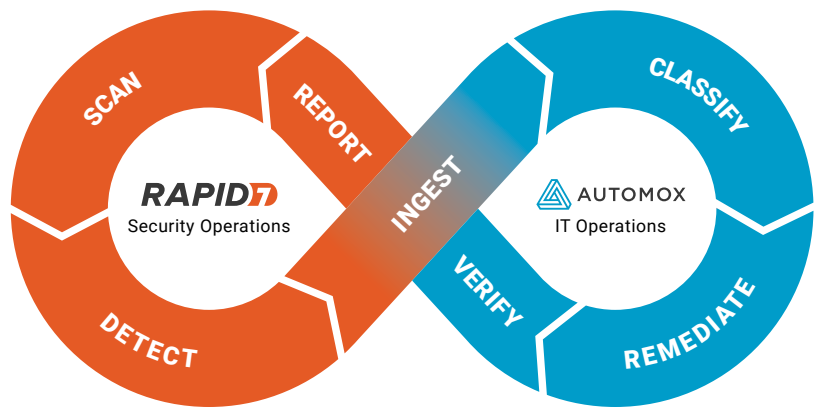 SCAN
REPORT
INGEST
CLASSIFY
RAPID7
Security Operations
AUTOMOX
IT Operations
DETECT
VERIFY
REMEDIATE